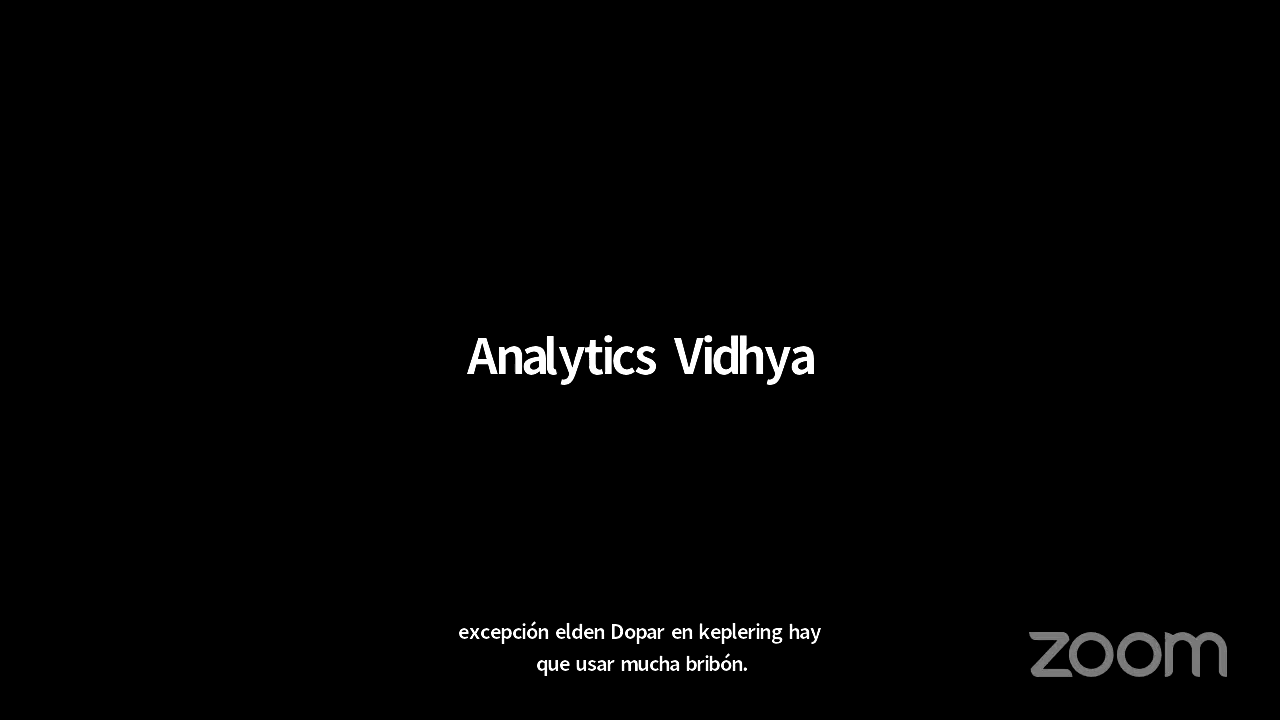 Analytics Vidhya
excepción elden Dopar en keplering hay
que usar mucha bribón.
zoom